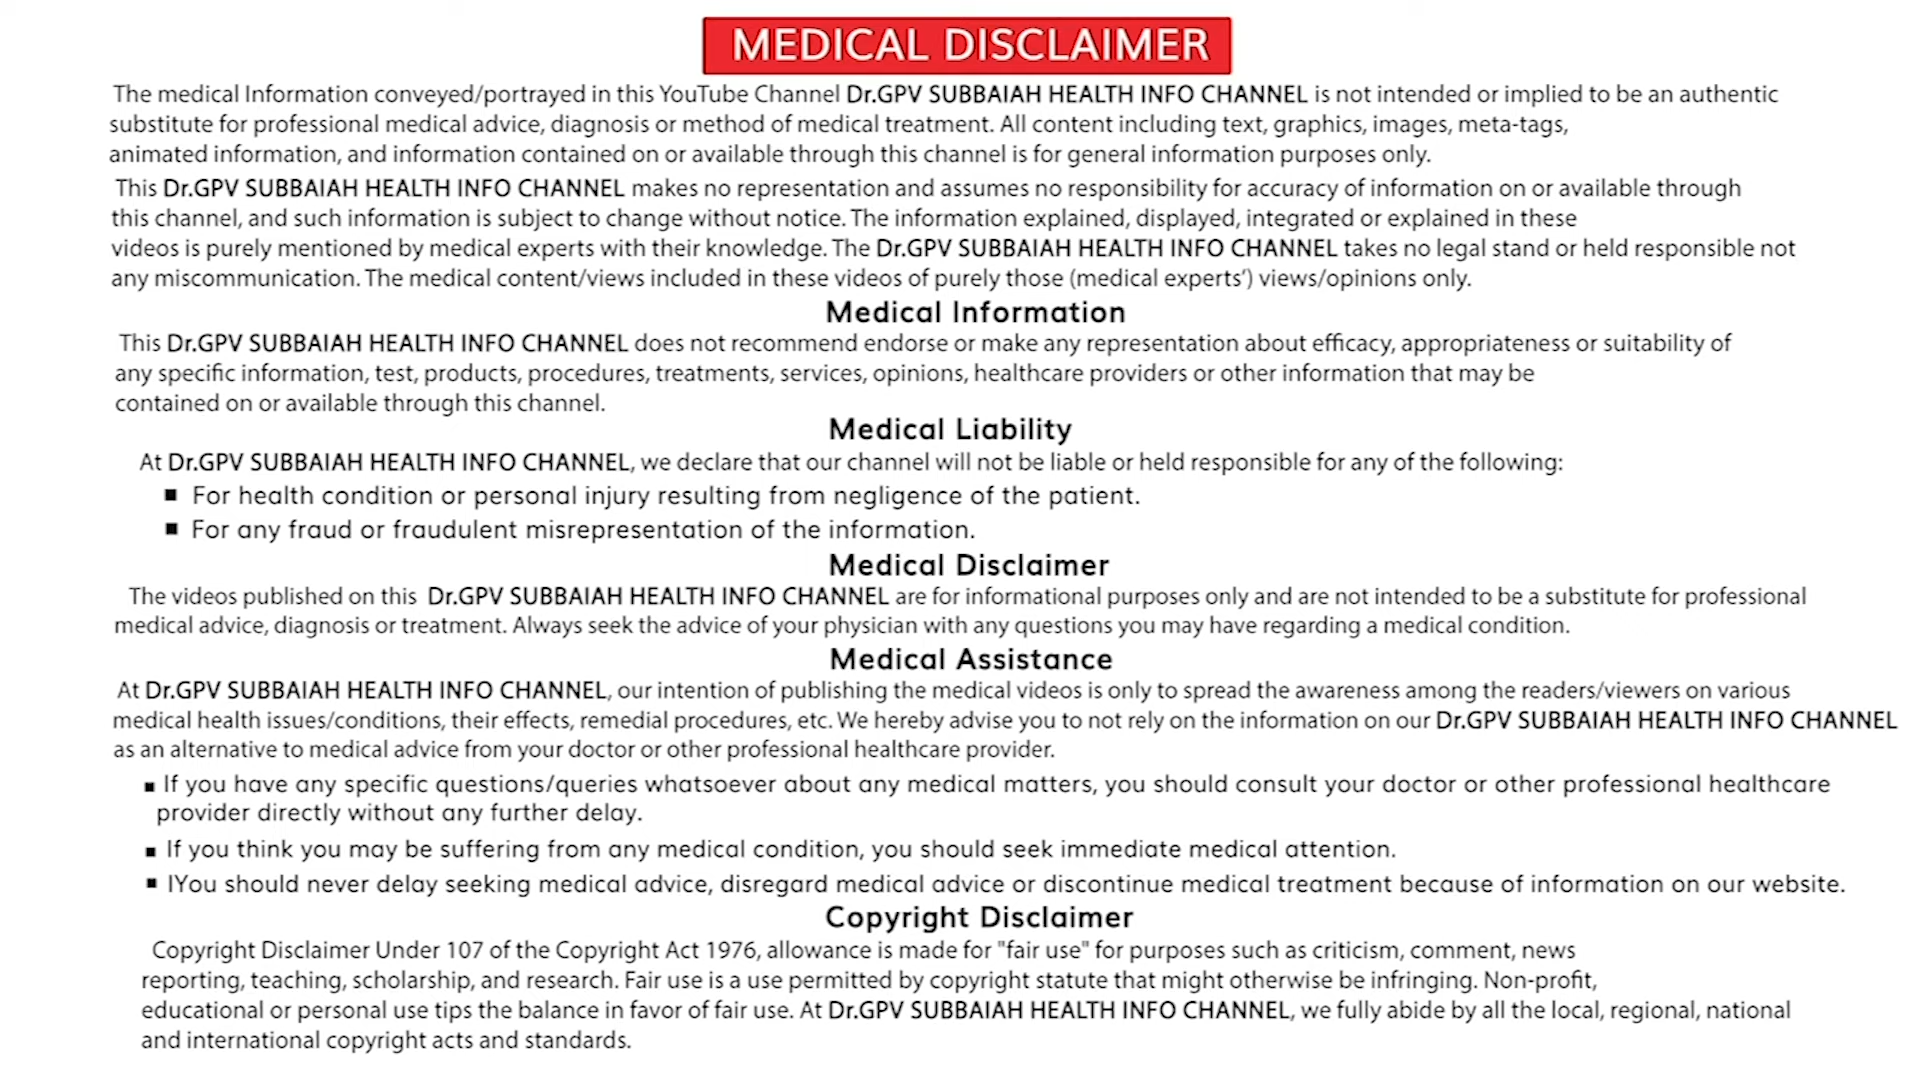 MEDICAL DISCLAIMER
The medical Information conveyed/portrayed in this YouTube Channel Dr.GPV SUBBAIAH HEALTH INFO CHANNEL is not intended or implied to be an authentic
substitute for professional medical advice, diagnosis or method of medical treatment. All content including text, graphics, images, meta-tags,
animated information, and information contained on or available through this channel is for general information purposes only.
This Dr.GPV SUBBAIAH HEALTH INFO CHANNEL makes no representation and assumes no responsibility for accuracy of information on or available through
this channel, and such information is subject to change without notice. The information explained, displayed, integrated or explained in these
videos is purely mentioned by medical experts with their knowledge. The Dr.GPV SUBBAIAH HEALTH INFO CHANNEL takes no legal stand or held responsible not
any miscommunication. The medical content/views included in these videos of purely those (medical experts') views/opinions only.
Medical Information
This Dr.GPV SUBBAIAH HEALTH INFO CHANNEL does not recommend endorse or make any representation about efficacy, appropriateness or suitability of
any specific information, test, products, procedures, treatments, services, opinions, healthcare providers or other information that may be
contained on or available through this channel.
Medical Liability
At Dr.GPV SUBBAIAH HEALTH INFO CHANNEL, we declare that our channel will not be liable or held responsible for any of the following:
▪ For health condition or personal injury resulting from negligence of the patient.
▪ For any fraud or fraudulent misrepresentation of the information.
Medical Disclaimer
The videos published on this Dr.GPV SUBBAIAH HEALTH INFO CHANNEL are for informational purposes only and are not intended to be a substitute for professional
medical advice, diagnosis or treatment. Always seek the advice of your physician with any questions you may have regarding a medical condition.
Medical Assistance
At Dr.GPV SUBBAIAH HEALTH INFO CHANNEL, our intention of publishing the medical videos is only to spread the awareness among the readers/viewers on various
medical health issues/conditions, their effects, remedial procedures, etc. We hereby advise you to not rely on the information on our Dr.GPV SUBBAIAH HEALTH INFO CHANNEL
as an alternative to medical advice from your doctor or other professional healthcare provider.
▪ If you have any specific questions/queries whatsoever about any medical matters, you should consult your doctor or other professional healthcare
provider directly without any further delay.
▪ If you think you may be suffering from any medical condition, you should seek immediate medical attention.
▪ IYou should never delay seeking medical advice, disregard medical advice or discontinue medical treatment because of information on our website.
Copyright Disclaimer
Copyright Disclaimer Under 107 of the Copyright Act 1976, allowance is made for "fair use" for purposes such as criticism, comment, news
reporting, teaching, scholarship, and research. Fair use is a use permitted by copyright statute that might otherwise be infringing. Non-profit,
educational or personal use tips the balance in favor of fair use. At Dr.GPV SUBBAIAH HEALTH INFO CHANNEL, we fully abide by all the local, regional, national
and international copyright acts and standards.